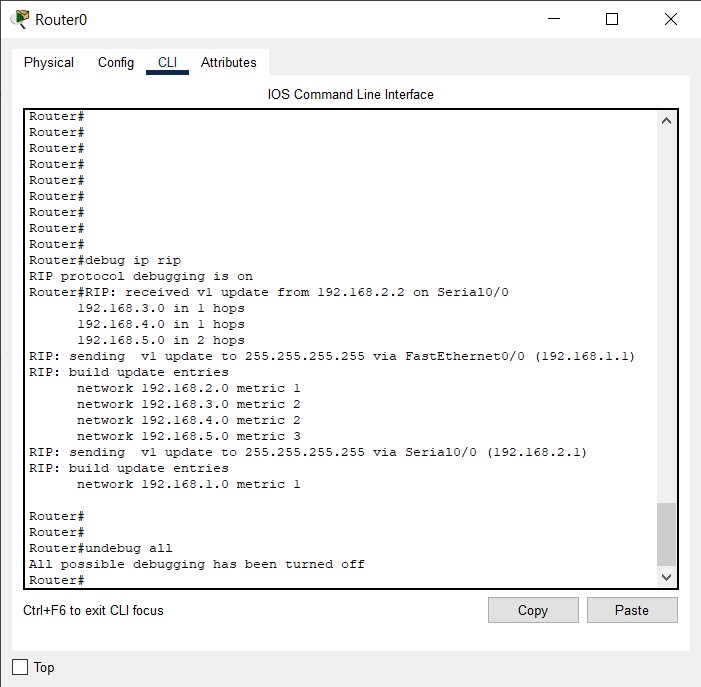 Router0
Physical Config CLI Attributes
IOS Command Line Interface
Router#
Router#
Router#
Router#
Router#
Router#
Router#
Router#
Router#
Router#debug ip rip
RIP protocol debugging is on
Router#RIP: received v1 update from 192.168.2.2 on Serial0/0
192.168.3.0 in 1 hops
192.168.4.0 in 1 hops
192.168.5.0 in 2 hops
RIP: sending  v1 update to 255.255.255.255 via FastEthernet0/0 (192.168.1.1)
RIP: build update entries
network 192.168.2.0 metric 1
network 192.168.3.0 metric 2
network 192.168.4.0 metric 2
network 192.168.5.0 metric 3
RIP: sending  v1 update to 255.255.255.255 via Serial0/0 (192.168.2.1)
RIP: build update entries
network 192.168.1.0 metric 1
Router#
Router#
Router#undebug all
All possible debugging has been turned off
Router#
Ctrl+F6 to exit CLI focus
Copy Paste
Top